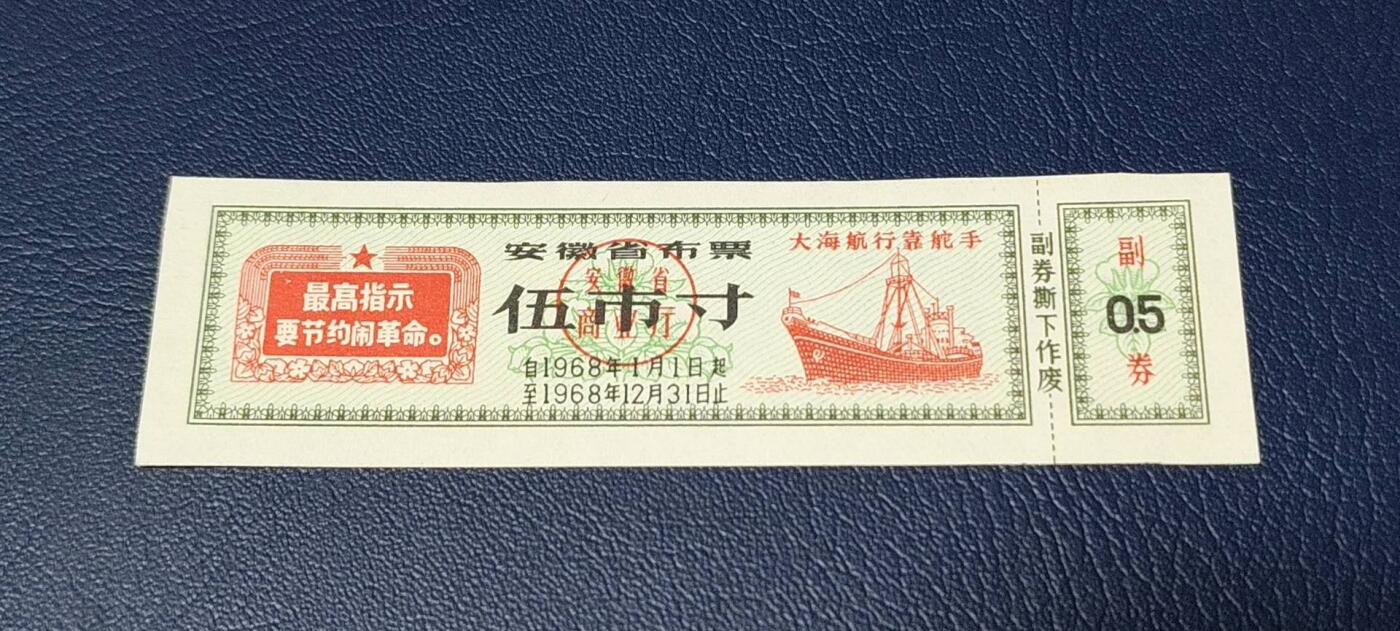 最高指示
要节约闹革命。
安徽省布票
伍市寸
安徽省
商业厅
自1968年1月1日起
至1968年12月31日止
大海航行靠舵手
副券撕下作废
副
0.5
券